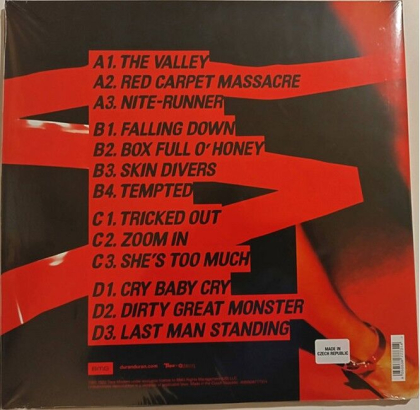 A1. THE VALLEY
A2. RED CARPET MASSACRE
A3. NITE-RUNNER
B1. FALLING DOWN
B2. BOX FULL O' HONEY
B3. SKIN DIVERS
B4. TEMPTED
C1. TRICKED OUT
C2. ZOOM IN
C3. SHE'S TOO MUCH
D1. CRY BABY CRY
D2. DIRTY GREAT MONSTER
D3. LAST MAN STANDING
duranduran.com
MADE IN
CZECH REPUBLIC